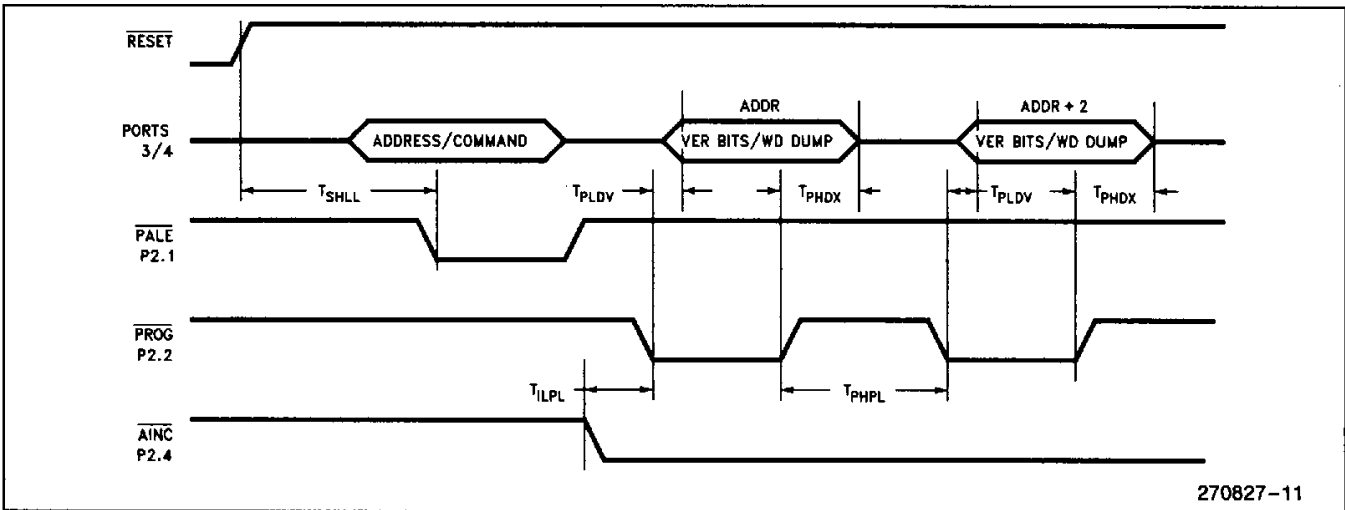 RESET
PORTS
3/4
ADDRESS/COMMAND
ADDR
VER BITS/WD DUMP
ADDR + 2
VER BITS/WD DUMP
TSHLL
TPLDV
TPHDX
TPLDV
TPHDX
PALE
P2.1
PROG
P2.2
TILPL
TPHPL
AINC
P2.4
270827-11